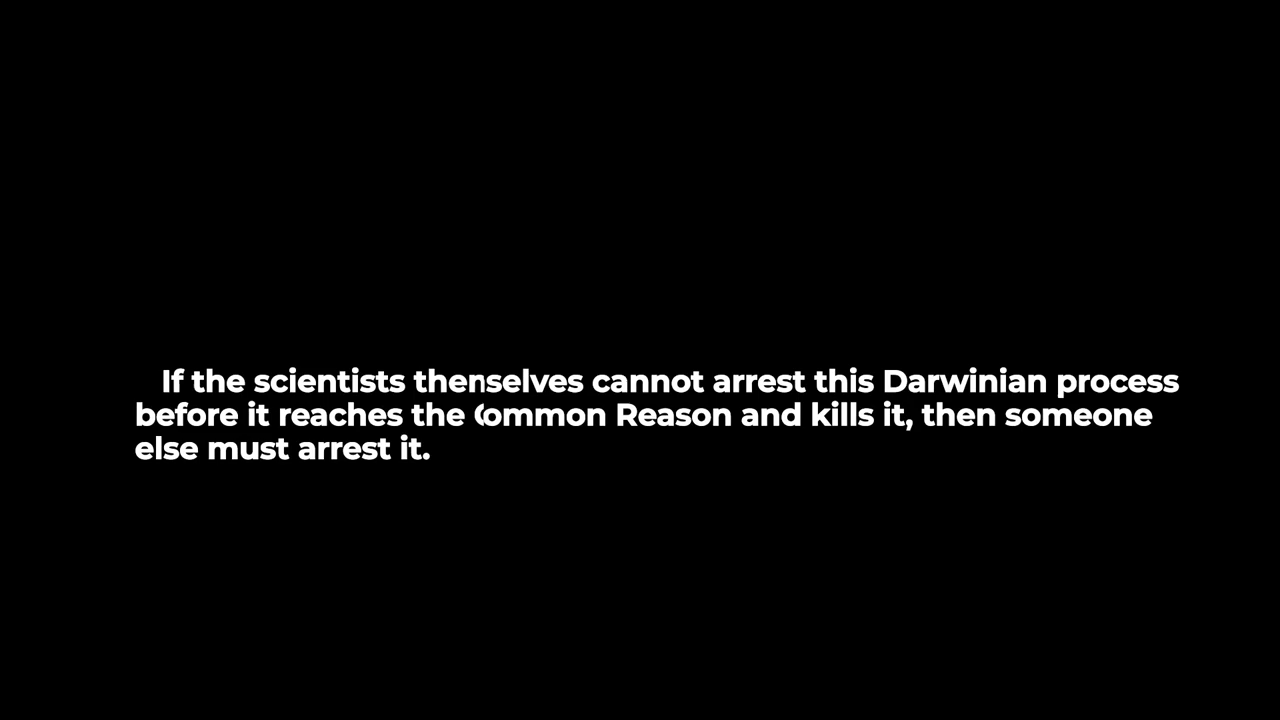 If the scientists themselves cannot arrest this Darwinian process
before it reaches the Common Reason and kills it, then someone
else must arrest it.